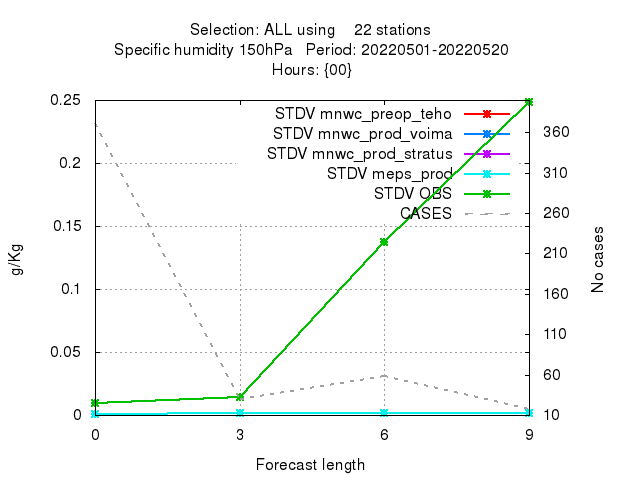 Selection: ALL using 22 stations
Specific humidity 150hPa Period: 20220501-20220520
Hours: {00}
0.25
0.2
0.15
0.1
0.05
0
g/Kg
STDV mnwc_preop_teho
STDV mnwc_prod_voima
STDV mnwc_prod_stratus
STDV meps_prod
STDV OBS
CASES
360
310
260
210
160
110
60
10
No cases
0 3 6 9
Forecast length